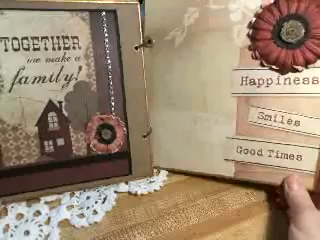 TOGETHER
we make a
family!
Happiness
Smiles
Good Times